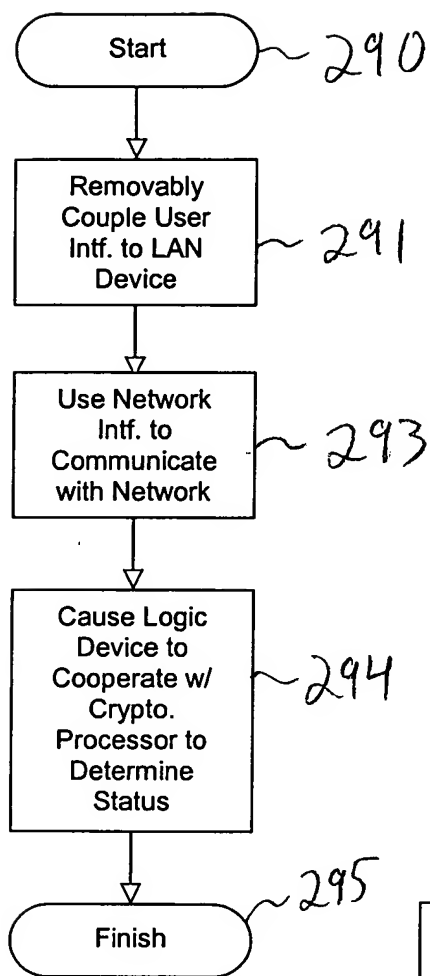 Start
290
Removably
Couple User
Intf. to LAN
Device
291
Use Network
Intf. to
Communicate
with Network
293
Cause Logic
Device to
Cooperate w/
Crypto.
Processor to
Determine
Status
294
Finish
295